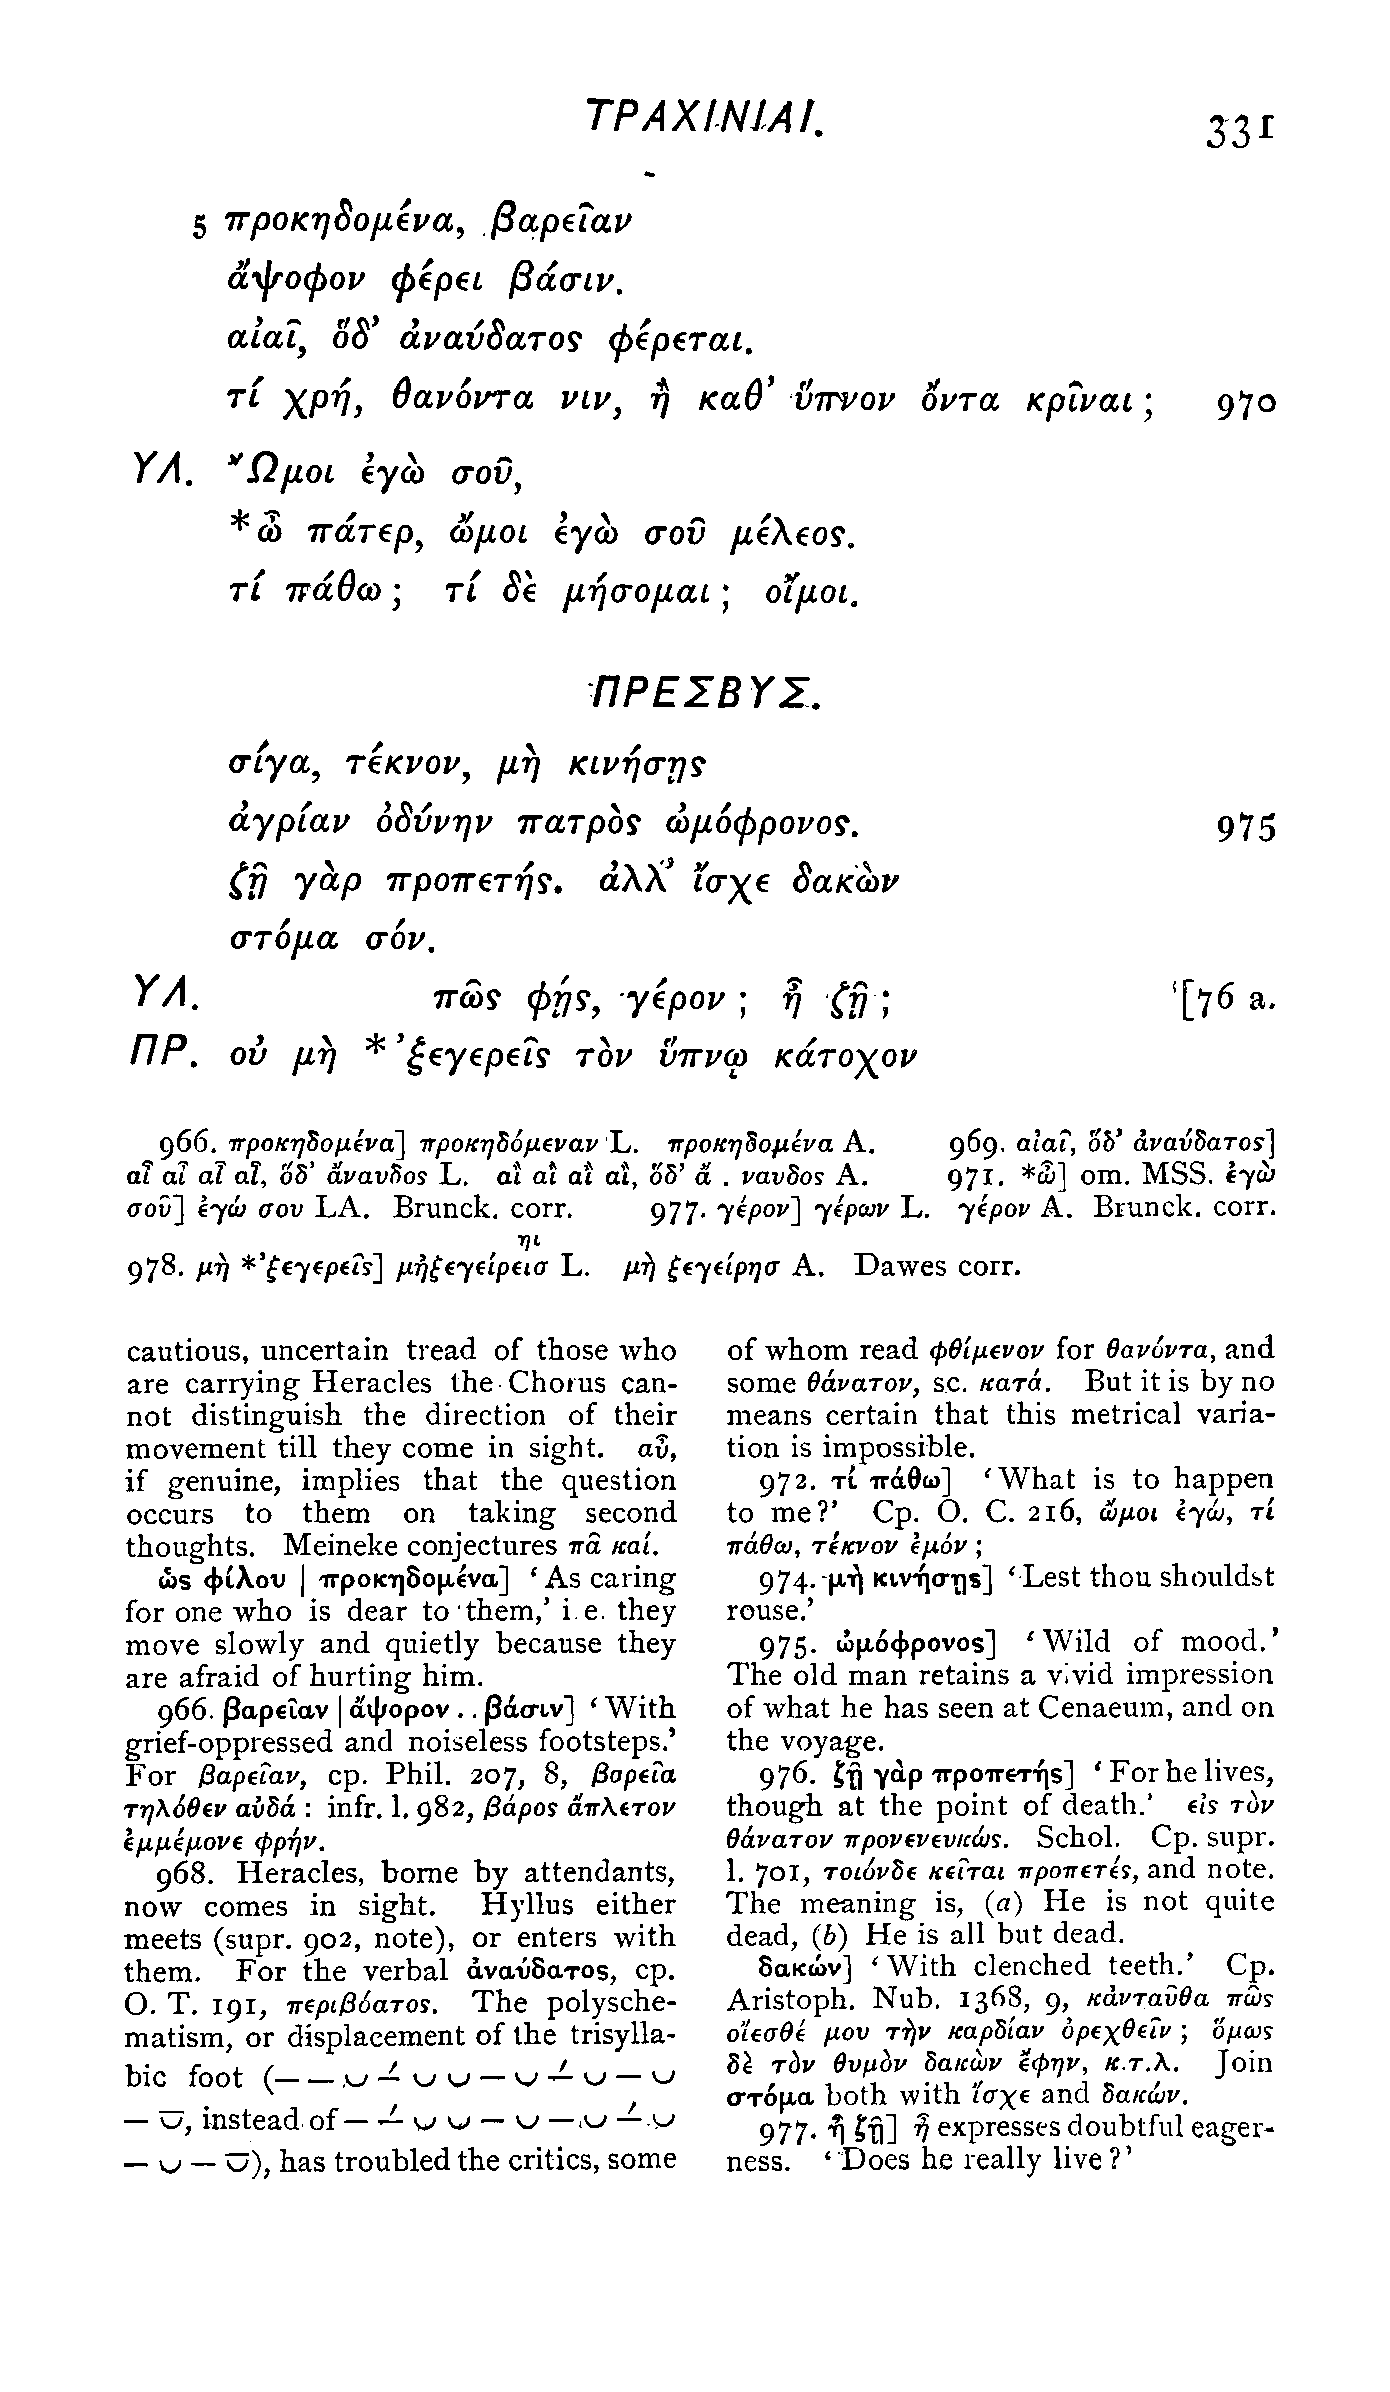 ΤΡΑΧΙΝΙΑΙ.
331
5 προκηδομένα, βαρεῖαν
ἄψοφον φέρει βάσιν.
αἰαῖ, ὅδ’ ἀναύδατος φέρεται.
τί χρή, θανόντα νιν, ἢ καθ’ ὕπνον ὄντα κρῖναι; 970
ΥΛ. Ὤμοι ἐγὼ σοῦ,
*ὦ πάτερ, ὤμοι ἐγὼ σοῦ μέλεος.
τί πάθω; τί δὲ μήσομαι; οἴμοι.
ΠΡΕΣΒΥΣ.
σίγα, τέκνον, μὴ κινήσῃς
ἀγρίαν ὀδύνην πατρὸς ὠμόφρονος. 975
ζῇ γὰρ προπετής. ἀλλ’ ἴσχε δακὼν
στόμα σόν.
ΥΛ. πῶς φῄς, γέρον; ἦ ζῇ; [76 a.
ΠΡ. οὐ μὴ *’ξεγερεῖς τὸν ὕπνῳ κάτοχον
966. προκηδομένα] προκηδόμεναν L. προκηδομένα A. 969. αἰαῖ, ὅδ’ ἀναύδατος]
αῖ αῖ αῖ αῖ, ὅδ’ ἄναυδος L. αἲ αἲ αἲ αἲ, ὅδ’ ἄ . ναυδος A. 971. *ὦ] om. MSS. ἐγὼ
σοῦ] ἐγώ σου LA. Brunck. corr. 977. γέρον] γέρων L. γέρον A. Brunck. corr.
ηι
978. μὴ *’ξεγερεῖς] μὴξεγείρεισ L. μὴ ξεγείρησ A. Dawes corr.
cautious, uncertain tread of those who
are carrying Heracles the Chorus can-
not distinguish the direction of their
movement till they come in sight. αὖ,
if genuine, implies that the question
occurs to them on taking second
thoughts. Meineke conjectures πᾶ καί.
ὡς φίλου | προκηδομένα] ‘As caring
for one who is dear to them,’ i.e. they
move slowly and quietly because they
are afraid of hurting him.
966. βαρεῖαν | ἄψορον . . βάσιν] ‘With
grief-oppressed and noiseless footsteps.’
For βαρεῖαν, cp. Phil. 207, 8, βαρεῖα
τηλόθεν αὐδά: infr. l. 982, βάρος ἄπλετον
ἐμμέμονε φρήν.
968. Heracles, borne by attendants,
now comes in sight. Hyllus either
meets (supr. 902, note), or enters with
them. For the verbal ἀναύδατος, cp.
O. T. 191, περιβόατος. The polysche-
matism, or displacement of the trisylla-
bic foot (— — ◡ –́ ◡ ◡ — ◡ –́ ◡ — ◡
— ◡̄, instead of — –́ ◡ ◡ — ◡ — ◡ –́ ◡
— ◡ — ◡̄), has troubled the critics, some
of whom read φθίμενον for θανόντα, and
some θάνατον, sc. κατά. But it is by no
means certain that this metrical varia-
tion is impossible.
972. τί πάθω] ‘What is to happen
to me?’ Cp. O. C. 216, ὤμοι ἐγώ, τί
πάθω, τέκνον ἐμόν;
974. μὴ κινήσῃς] ‘Lest thou shouldst
rouse.’
975. ὠμόφρονος] ‘Wild of mood.’
The old man retains a vivid impression
of what he has seen at Cenaeum, and on
the voyage.
976. ζῇ γὰρ προπετής] ‘For he lives,
though at the point of death.’ εἰς τὸν
θάνατον προνενευκώς. Schol. Cp. supr.
l. 701, τοιόνδε κεῖται προπετές, and note.
The meaning is, (a) He is not quite
dead, (b) He is all but dead.
δακών] ‘With clenched teeth.’ Cp.
Aristoph. Nub. 1368, 9, κἀνταῦθα πῶς
οἴεσθέ μου τὴν καρδίαν ὀρεχθεῖν; ὅμως
δὲ τὸν θυμὸν δακὼν ἔφην, κ.τ.λ. Join
στόμα both with ἴσχε and δακών.
977. ἦ ζῇ] ἦ expresses doubtful eager-
ness. ‘Does he really live?’